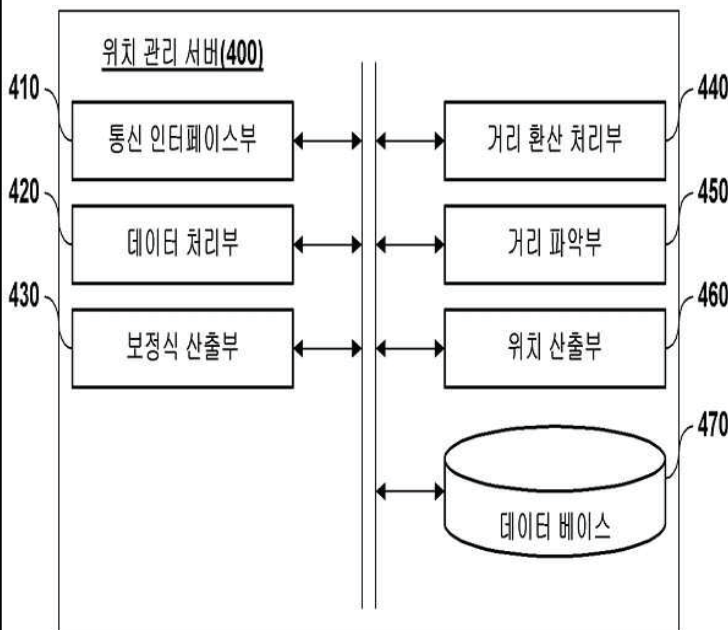 위치 관리 서버(400)
410
통신 인터페이스부
440
거리 환산 처리부
420
데이터 처리부
450
거리 파악부
430
보정식 산출부
460
위치 산출부
470
데이터 베이스